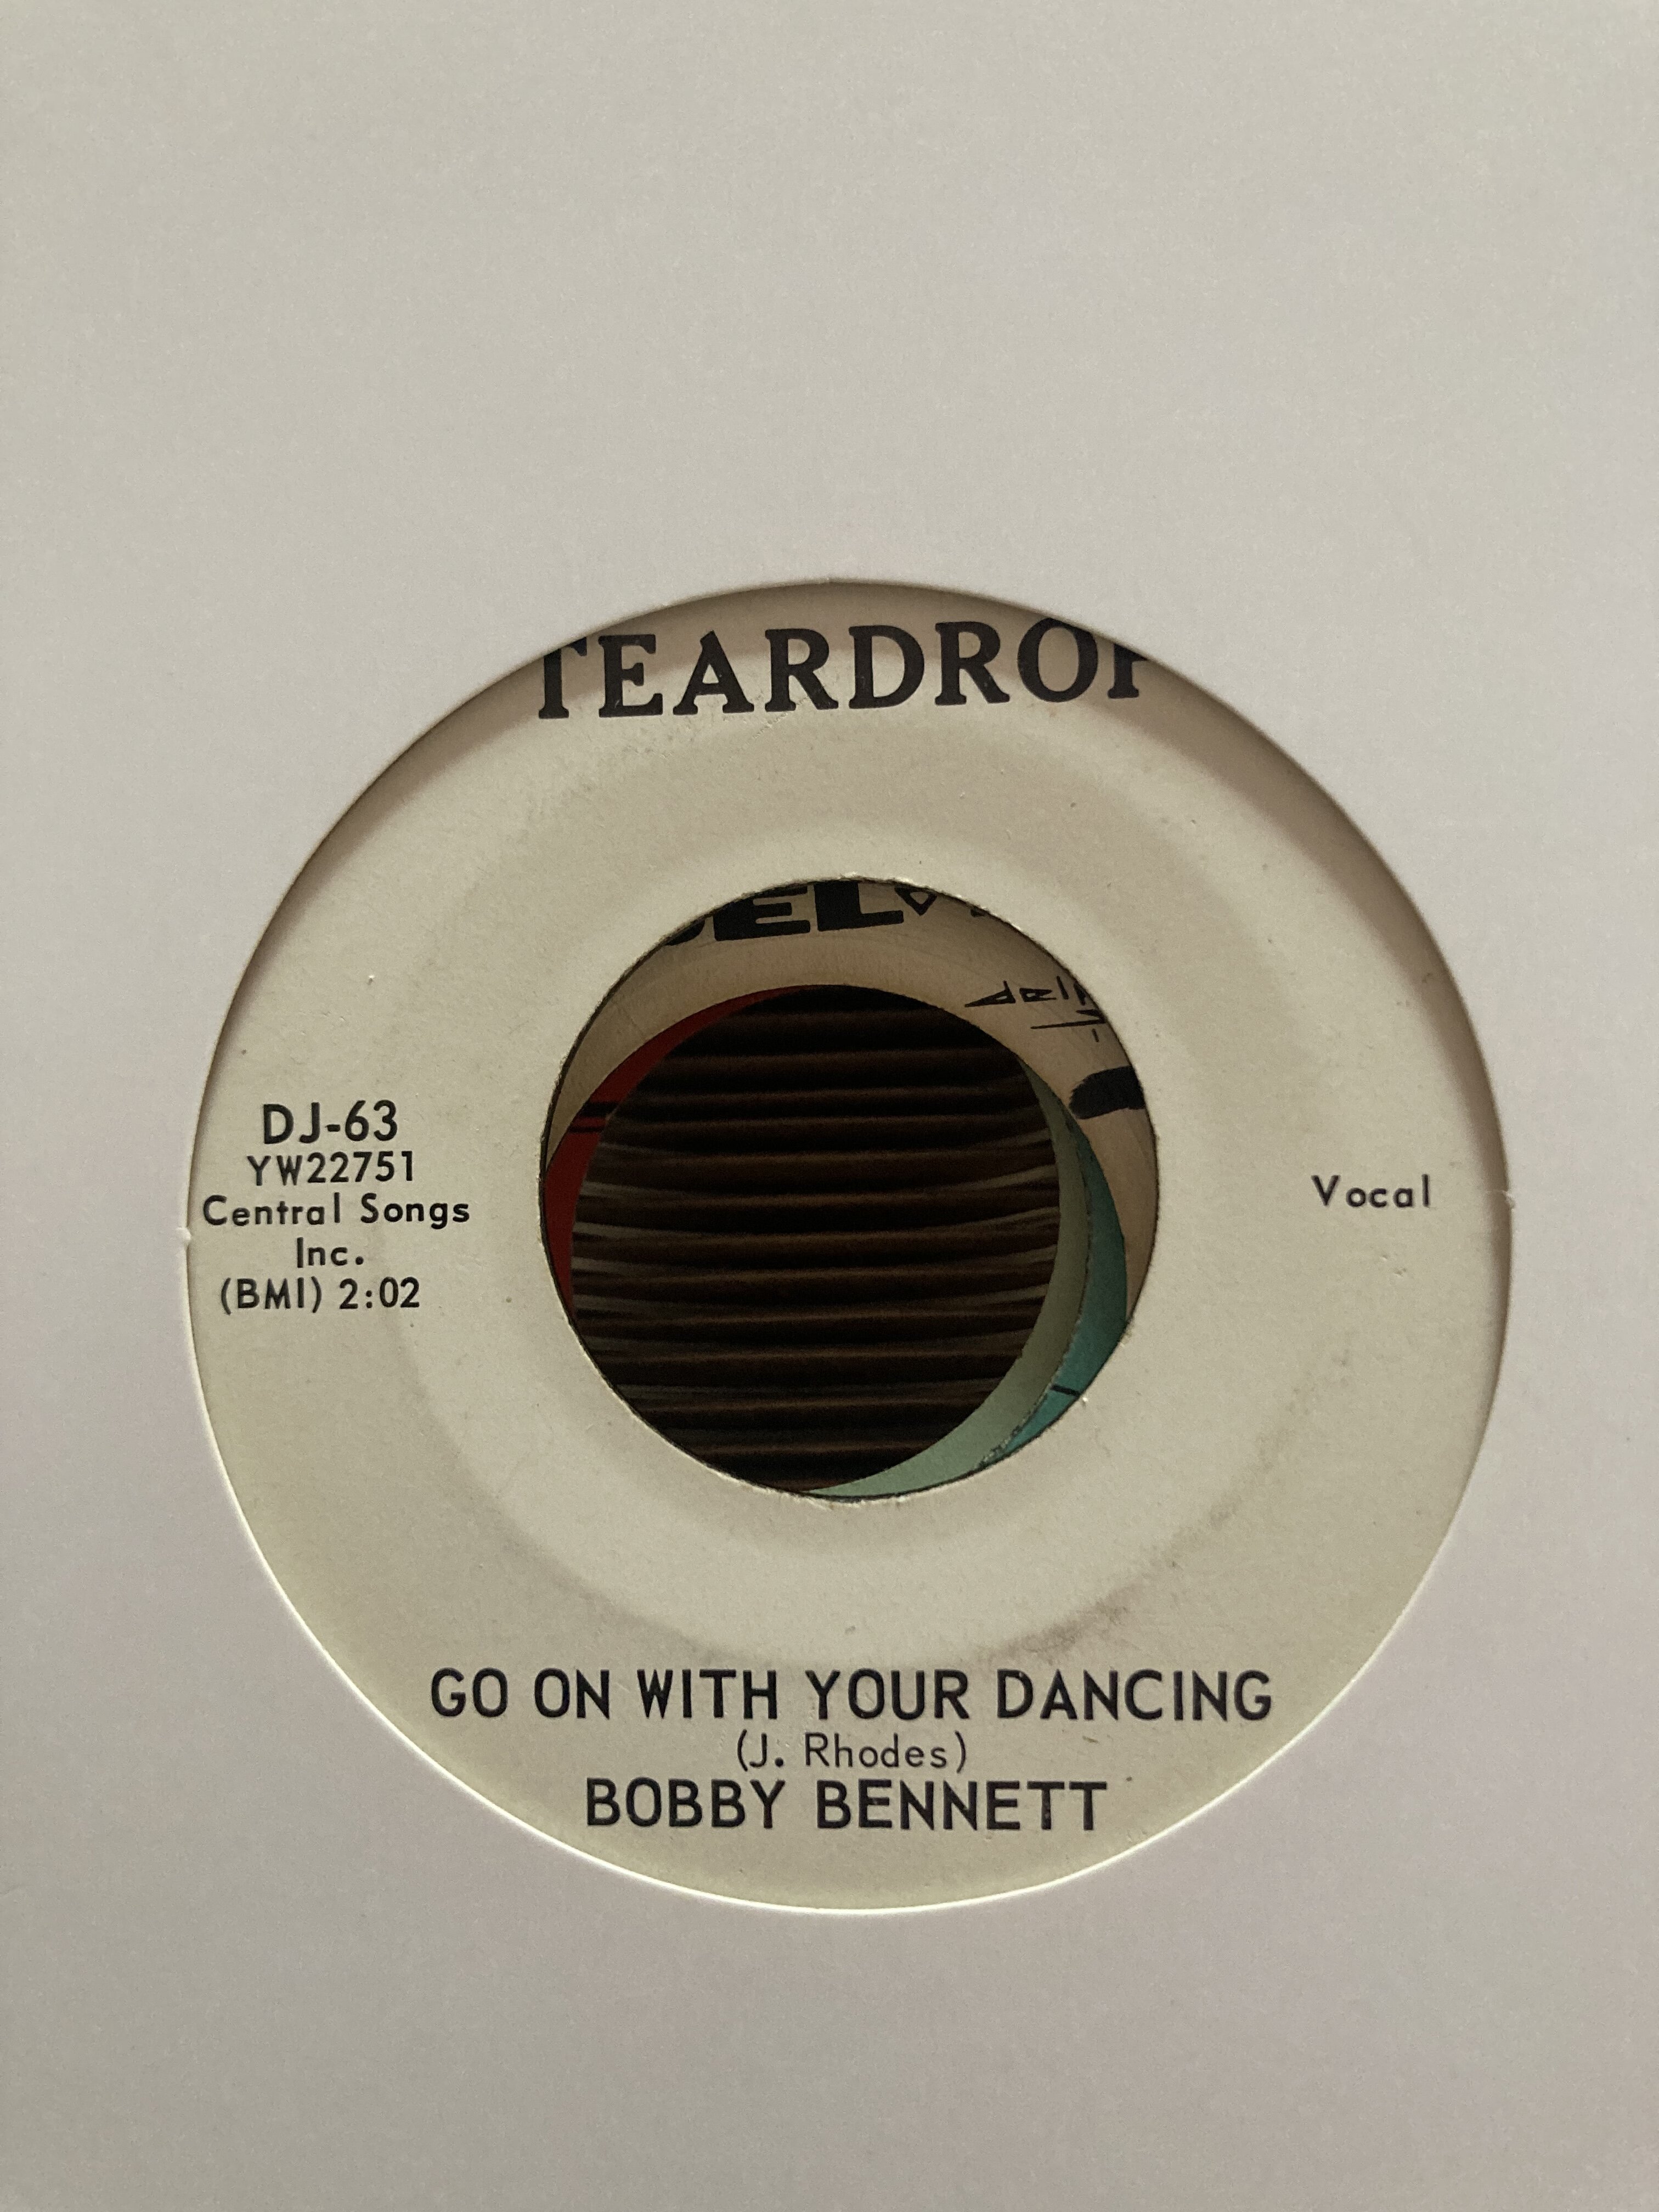 TEARDROP
DJ-63
YW22751
Central Songs
Inc.
(BMI) 2:02
Vocal
GO ON WITH YOUR DANCING
(J. Rhodes)
BOBBY BENNETT